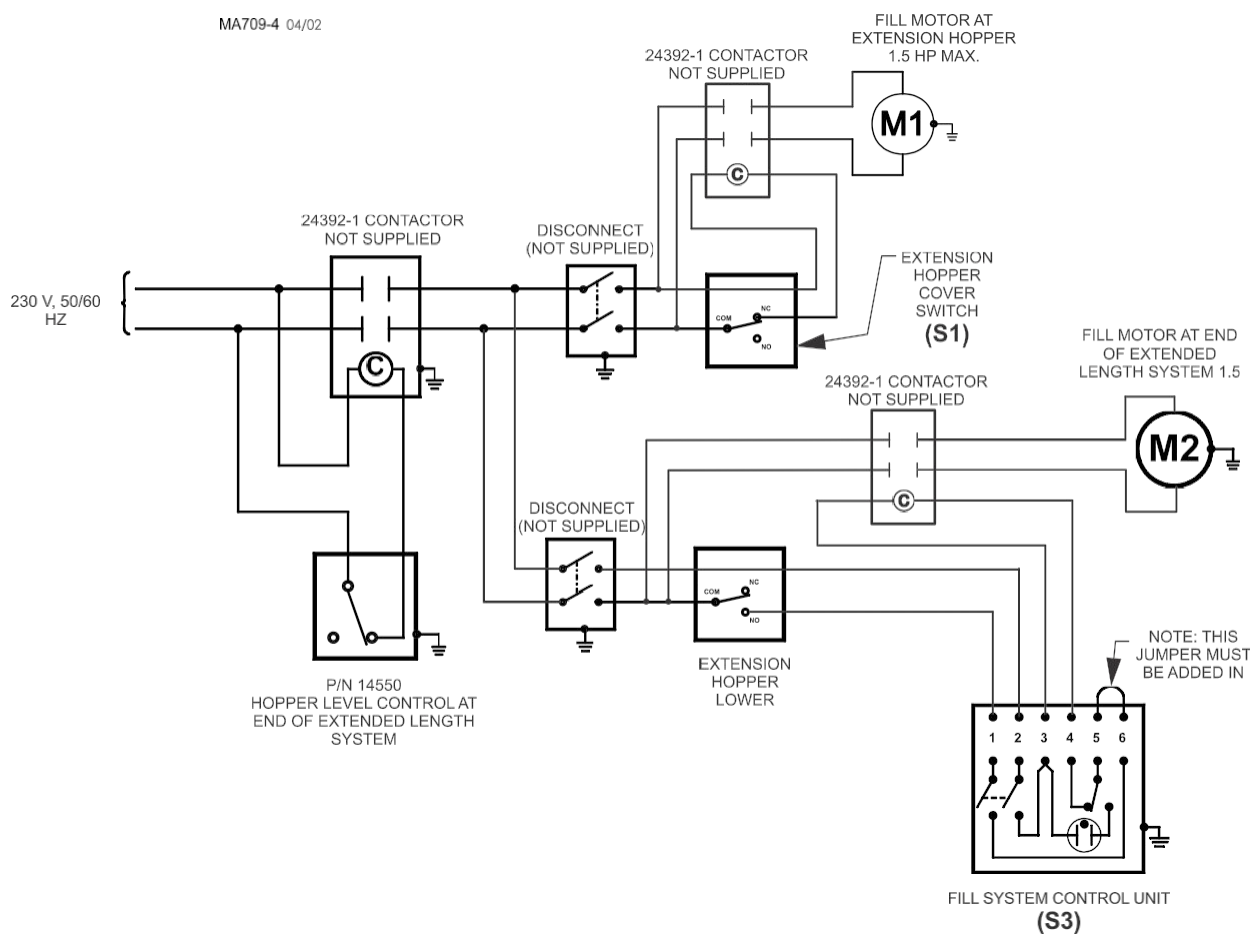 MA709-4 04/02
FILL MOTOR AT
EXTENSION HOPPER
1.5 HP MAX.
24392-1 CONTACTOR
NOT SUPPLIED
M1
C
24392-1 CONTACTOR
NOT SUPPLIED
DISCONNECT
(NOT SUPPLIED)
EXTENSION
HOPPER
COVER
SWITCH
(S1)
230 V, 50/60
HZ
C
COM
NC
NO
FILL MOTOR AT END
OF EXTENDED
LENGTH SYSTEM 1.5
24392-1 CONTACTOR
NOT SUPPLIED
M2
C
DISCONNECT
(NOT SUPPLIED)
COM
NC
NO
EXTENSION
HOPPER
LOWER
NOTE: THIS
JUMPER MUST
BE ADDED IN
P/N 14550
HOPPER LEVEL CONTROL AT
END OF EXTENDED LENGTH
SYSTEM
1 2 3 4 5 6
FILL SYSTEM CONTROL UNIT
(S3)